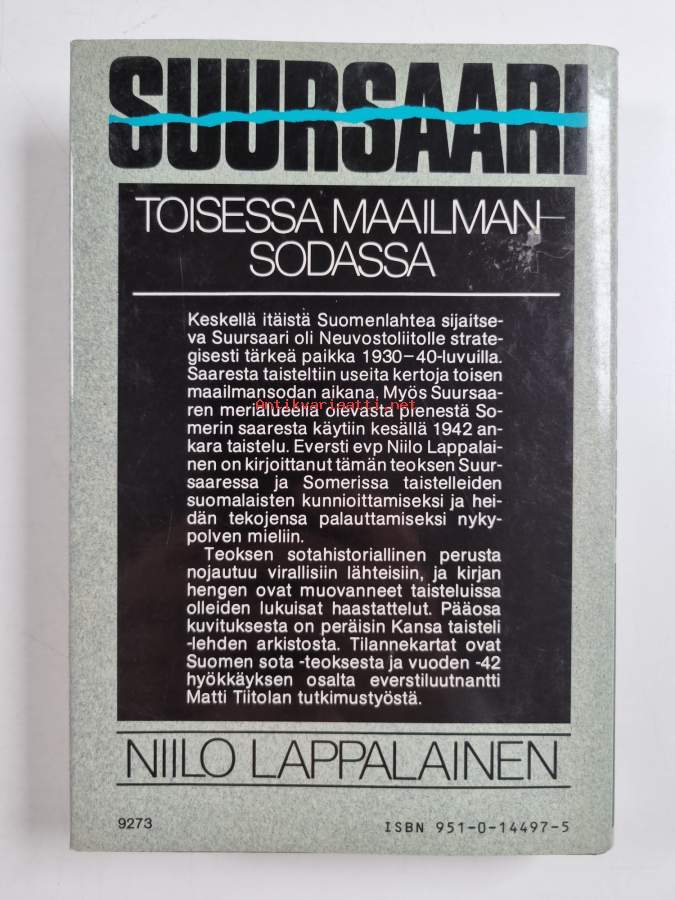 SUURSAARI
TOISESSA MAAILMAN-
SODASSA
Keskellä itäistä Suomenlahtea sijaitse-
va Suursaari oli Neuvostoliitolle strate-
gisesti tärkeä paikka 1930–40-luvuilla.
Saaresta taisteltiin useita kertoja toisen
maailmansodan aikana. Myös Suursaa-
ren merialueella olevasta pienestä So-
Antikvariaatti.net
merin saaresta käytiin kesällä 1942 an-
kara taistelu. Eversti evp Niilo Lappalai-
nen on kirjoittanut tämän teoksen Suur-
saaressa ja Somerissa taistelleiden
suomalaisten kunnioittamiseksi ja hei-
dän tekojensa palauttamiseksi nyky-
polven mieliin.
Teoksen sotahistoriallinen perusta
nojautuu virallisiin lähteisiin, ja kirjan
hengen ovat muovanneet taisteluissa
olleiden lukuisat haastattelut. Pääosa
kuvituksesta on peräisin Kansa taisteli
-lehden arkistosta. Tilannekartat ovat
Suomen sota -teoksesta ja vuoden -42
hyökkäyksen osalta everstiluutnantti
Matti Tiitolan tutkimustyöstä.
NIILO LAPPALAINEN
9273
ISBN 951-0-14497-5